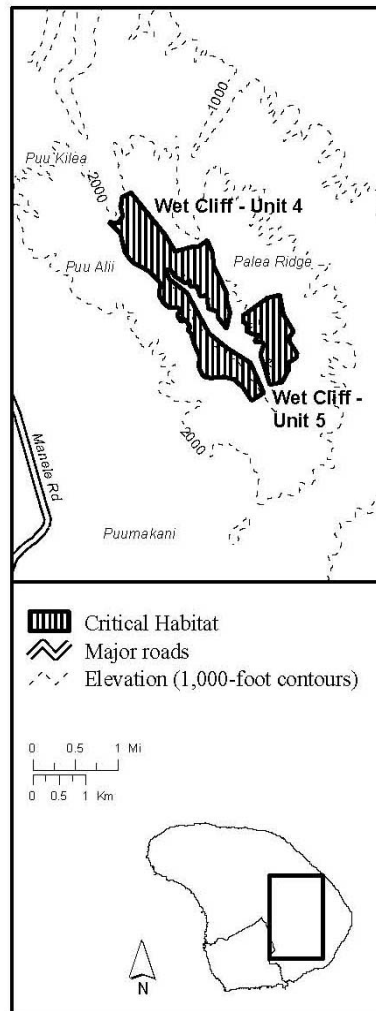 1000
Puu Kilea
2000
Wet Cliff - Unit 4
Puu Alii
Palea Ridge
Wet Cliff -
Unit 5
2000
Manele Rd
Puumakani
Critical Habitat
Major roads
Elevation (1,000-foot contours)
0 0.5 1 Mi
0 0.5 1 Km
N